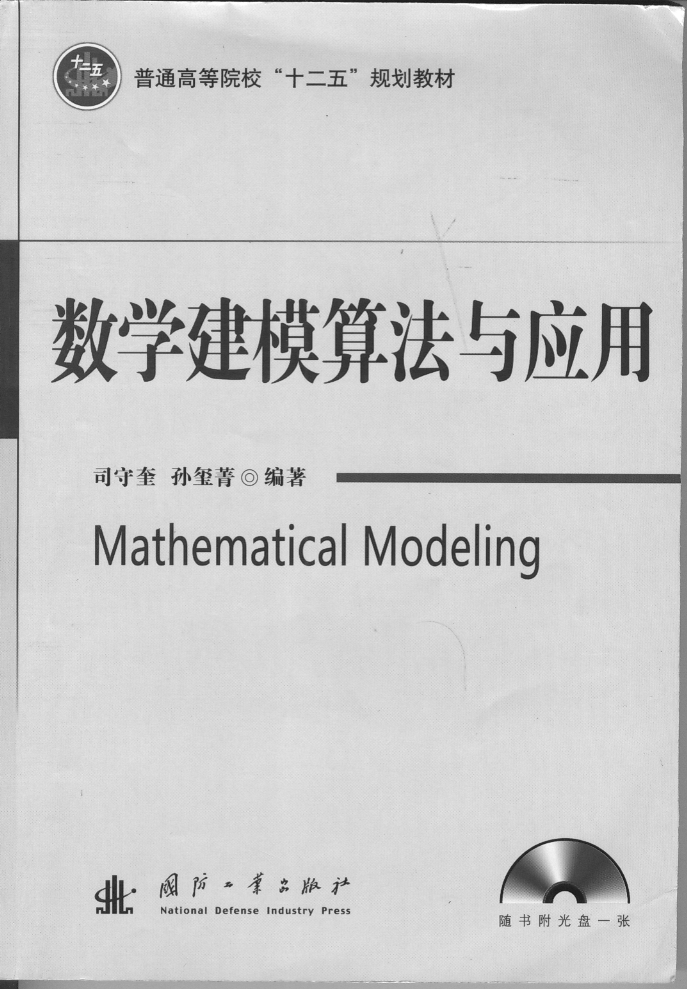 十二五
普通高等院校“十二五”规划教材
数学建模算法与应用
司守奎 孙玺菁◎编著
Mathematical Modeling
国防工业出版社
National Defense Industry Press
随书附光盘一张